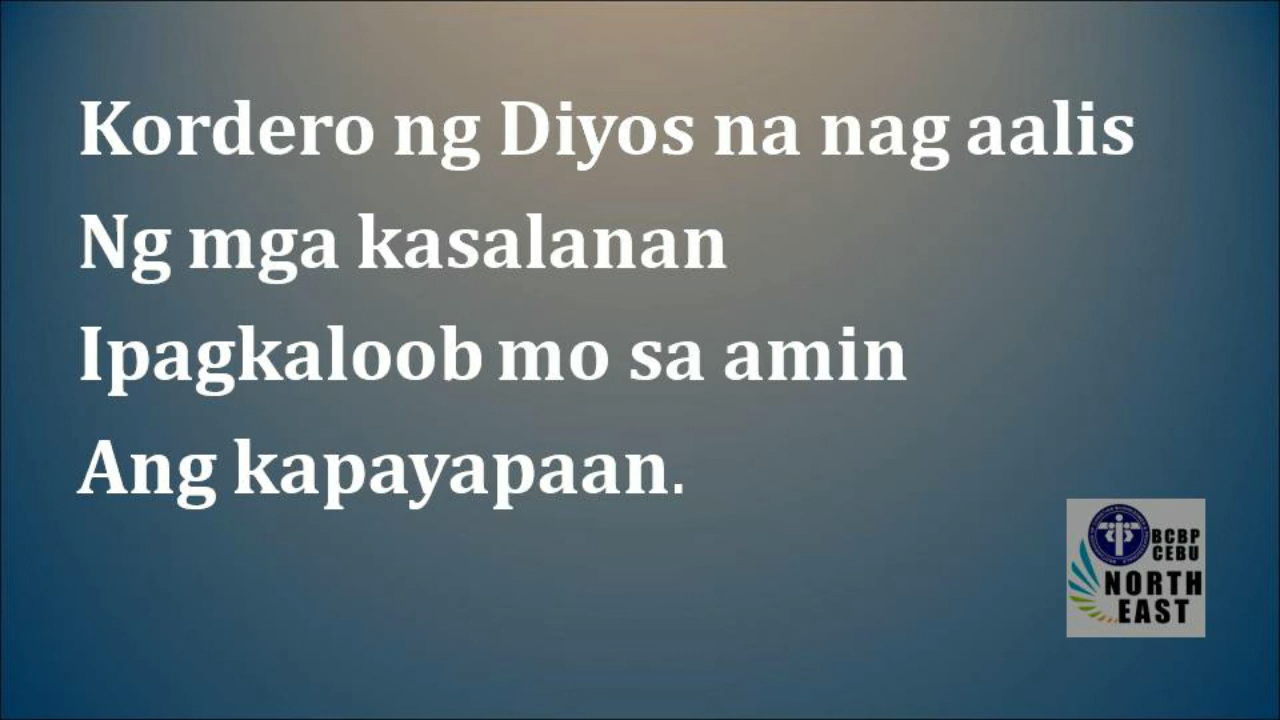 Kordero ng Diyos na nag aalis
Ng mga kasalanan
Ipagkaloob mo sa amin
Ang kapayapaan.
BCBP
CEBU
NORTH
EAST